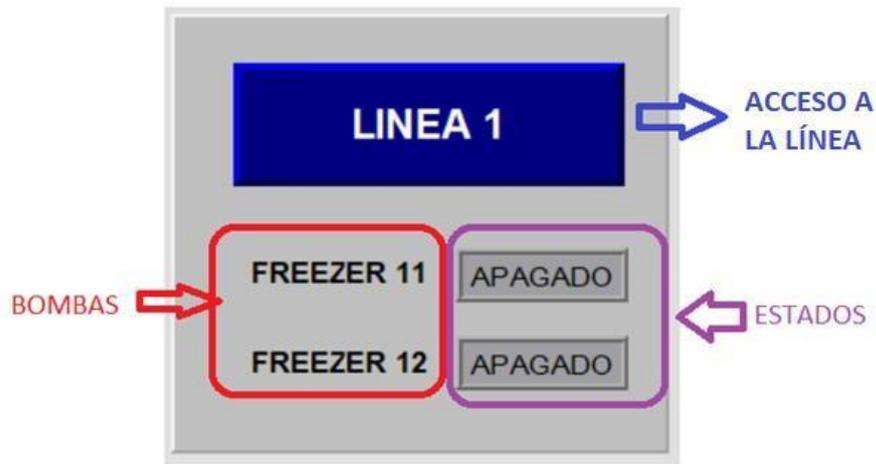 LINEA 1
ACCESO A
LA LÍNEA
BOMBAS
FREEZER 11 APAGADO
FREEZER 12 APAGADO
ESTADOS